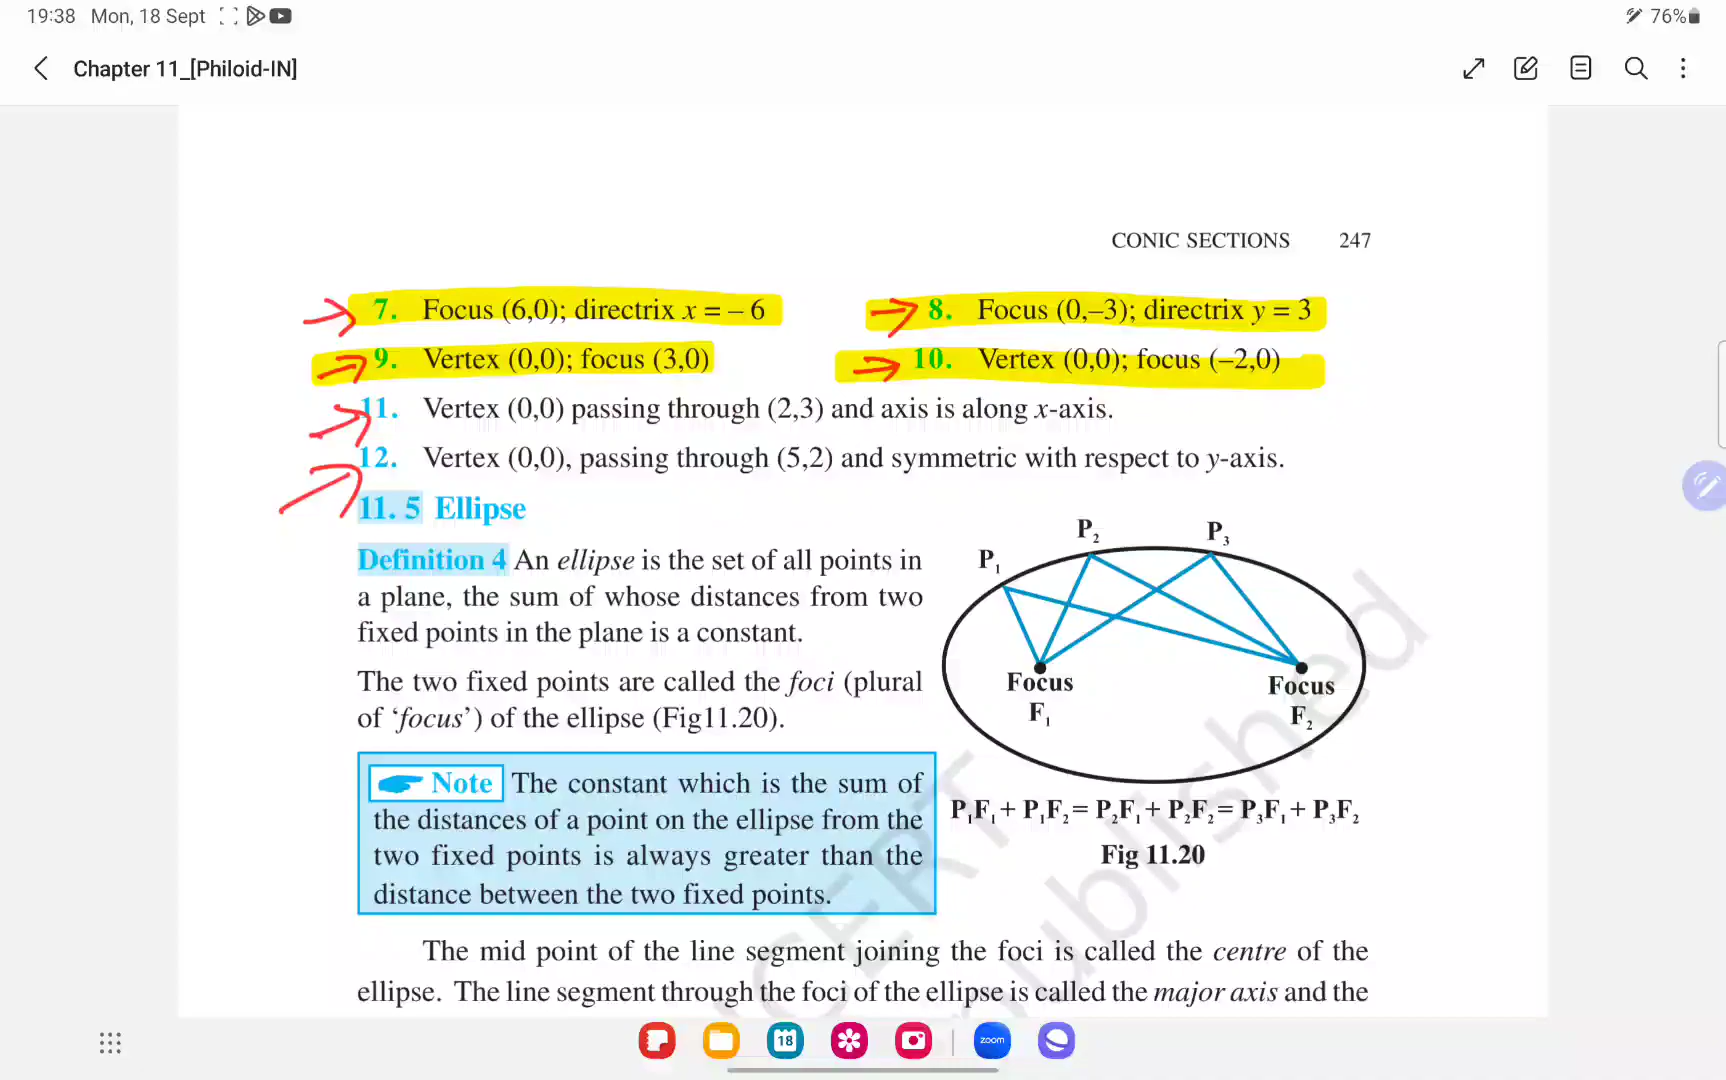 19:38 Mon, 18 Sept
76%
Chapter 11_[Philoid-IN]
CONIC SECTIONS 247
7. Focus (6,0); directrix x = – 6
8. Focus (0,–3); directrix y = 3
9. Vertex (0,0); focus (3,0)
10. Vertex (0,0); focus (–2,0)
11. Vertex (0,0) passing through (2,3) and axis is along x-axis.
12. Vertex (0,0), passing through (5,2) and symmetric with respect to y-axis.
11. 5 Ellipse
Definition 4 An ellipse is the set of all points in
a plane, the sum of whose distances from two
fixed points in the plane is a constant.
The two fixed points are called the foci (plural
of ‘focus’) of the ellipse (Fig11.20).
Note The constant which is the sum of
the distances of a point on the ellipse from the
two fixed points is always greater than the
distance between the two fixed points.
P₁
P₂
P₃
Focus
F₁
Focus
F₂
P₁F₁ + P₁F₂ = P₂F₁ + P₂F₂ = P₃F₁ + P₃F₂
Fig 11.20
The mid point of the line segment joining the foci is called the centre of the
ellipse. The line segment through the foci of the ellipse is called the major axis and the
18
zoom